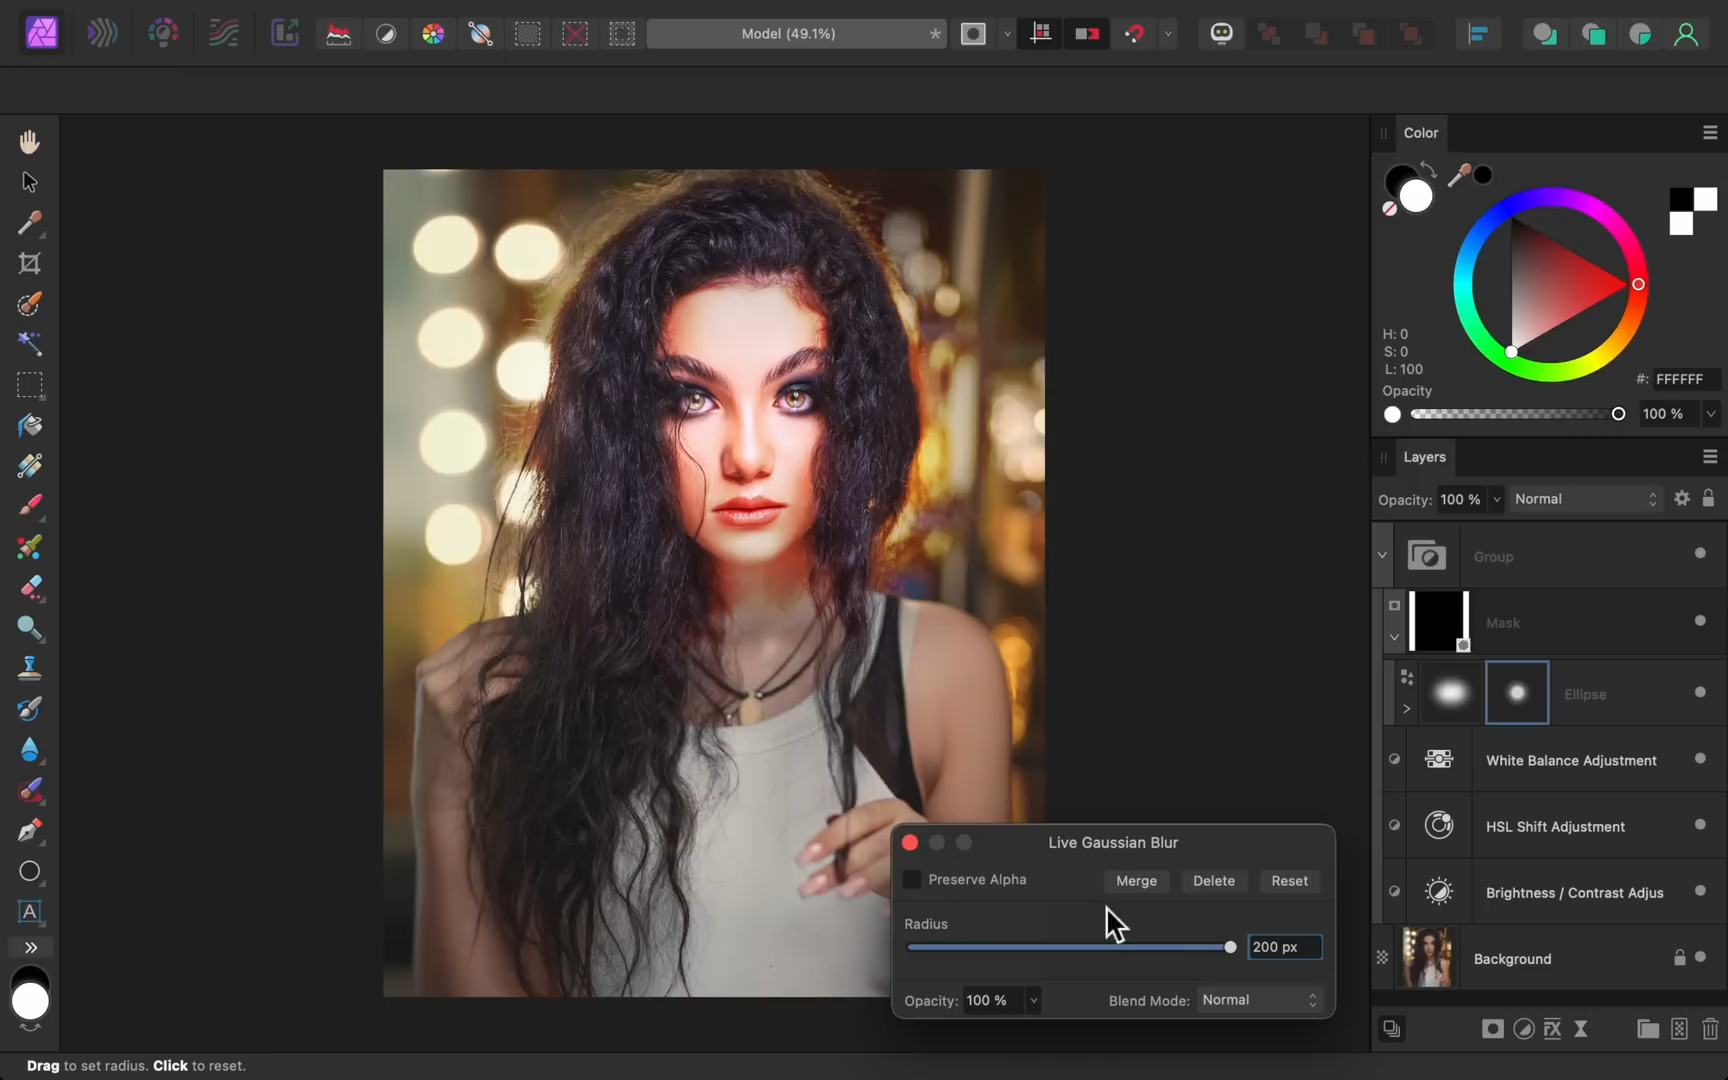 Model (49.1%)
*
Color
H: 0
S: 0
L: 100
#: FFFFFF
Opacity
100 %
Layers
Opacity: 100 % Normal
Group
Mask
Ellipse
White Balance Adjustment
HSL Shift Adjustment
Brightness / Contrast Adjus
Background
Live Gaussian Blur
Preserve Alpha Merge Delete Reset
Radius
200 px
Opacity: 100 % Blend Mode: Normal
A
FX
Drag to set radius. Click to reset.